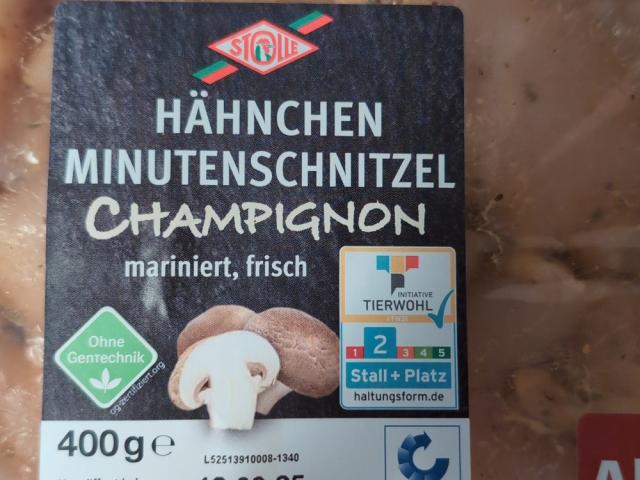 STOLLE
HÄHNCHEN
MINUTENSCHNITZEL
CHAMPIGNON
mariniert, frisch
INITIATIVE
TIERWOHL
1 2 3 4 5
Stall + Platz
haltungsform.de
Ohne
Gentechnik
og-zertifiziert.org
400g e
L52513910008-1340